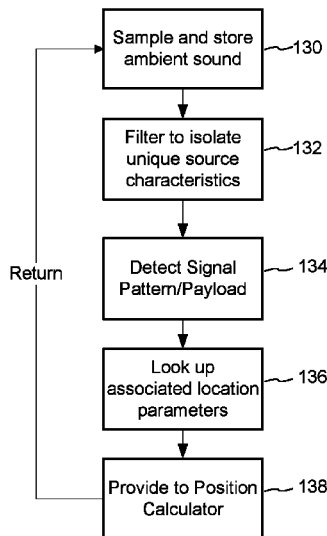 Sample and store
ambient sound
130
Filter to isolate
unique source
characteristics
132
Return
Detect Signal
Pattern/Payload
134
Look up
associated location
parameters
136
Provide to Position
Calculator
138